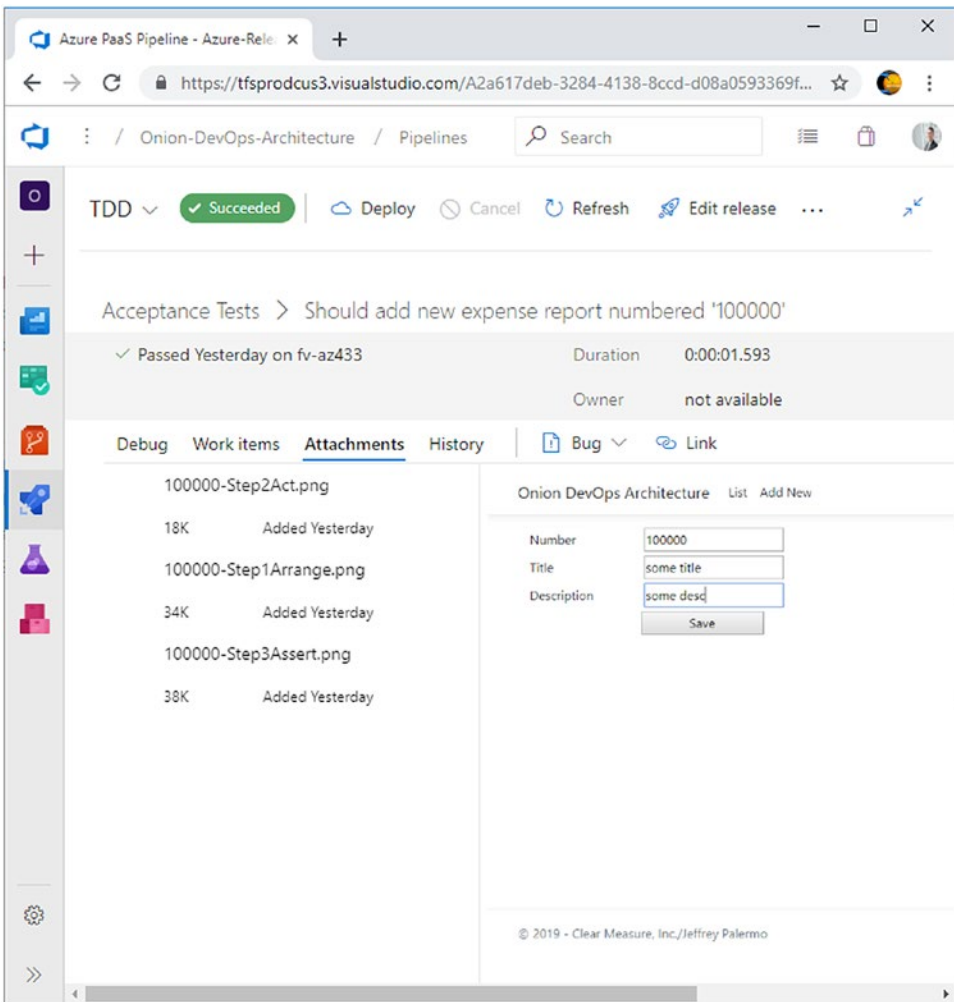 Azure PaaS Pipeline - Azure-Rele
https://tfsprodcus3.visualstudio.com/A2a617deb-3284-4138-8ccd-d08a0593369f...
/ Onion-DevOps-Architecture / Pipelines Search
O
TDD Succeeded Deploy Cancel Refresh Edit release ...
Acceptance Tests > Should add new expense report numbered '100000'
Passed Yesterday on fv-az433 Duration 0:00:01.593
Owner not available
Debug Work items Attachments History Bug Link
100000-Step2Act.png
18K Added Yesterday
100000-Step1Arrange.png
34K Added Yesterday
100000-Step3Assert.png
38K Added Yesterday
Onion DevOps Architecture List Add New
Number 100000
Title some title
Description some desc
Save
© 2019 - Clear Measure, Inc./Jeffrey Palermo